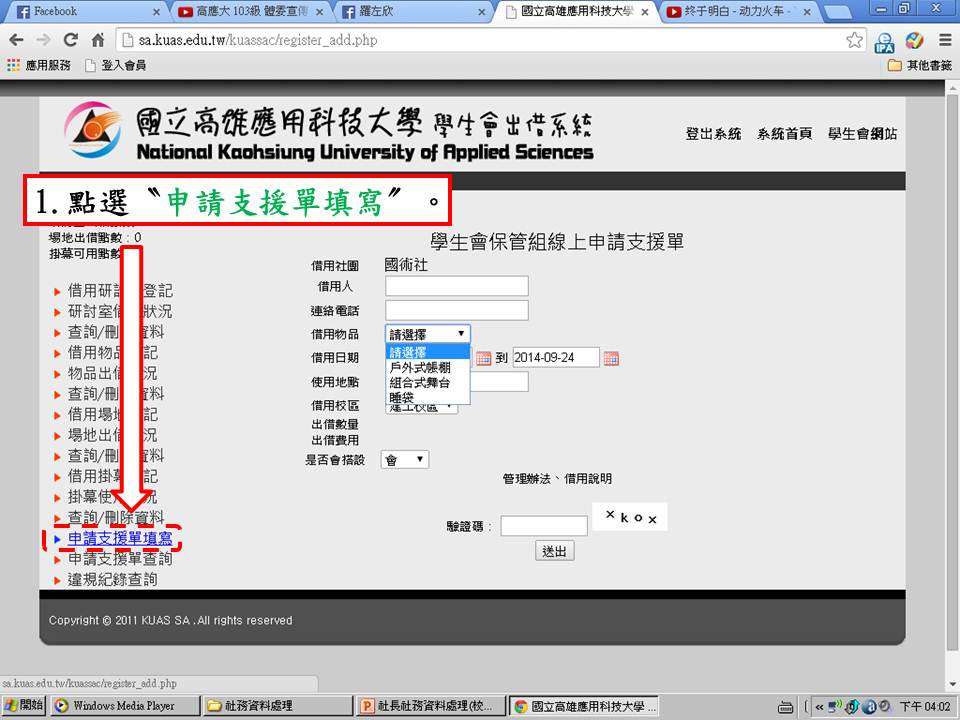 Facebook
高應大 103級 體委宣傳
羅左欣
國立高雄應用科技大學
终于明白 - 动力火车 -
sa.kuas.edu.tw/kuassac/register_add.php
應用服務 登入會員 其他書籤
國立高雄應用科技大學 學生會出借系統
National Kaohsiung University of Applied Sciences
登出系統 系統首頁 學生會網站
1.點選〝申請支援單填寫〞。
場地出借點數：0
掛幕可用點數
學生會保管組線上申請支援單
借用社團 國術社
借用人
連絡電話
借用物品 請選擇
請選擇
戶外式帳棚
組合式舞台
睡袋
借用日期 到 2014-09-24
使用地點
借用校區 建工校區
出借數量
出借費用
是否會搭設 會
管理辦法、借用說明
驗證碼： x k o x
送出
借用研 登記
研討室借 狀況
查詢/刪 資料
借用物品 記
物品出借 況
查詢/刪 資料
借用場地 記
場地出借 況
查詢/刪 資料
借用掛幕 記
掛幕使用 況
查詢/刪除資料
申請支援單填寫
申請支援單查詢
違規紀錄查詢
Copyright © 2011 KUAS SA .All rights reserved
sa.kuas.edu.tw/kuassac/register_add.php
開始 Windows Media Player 社務資料處理 社長社務資料處理(校... 國立高雄應用科技大學 ... 下午 04:02